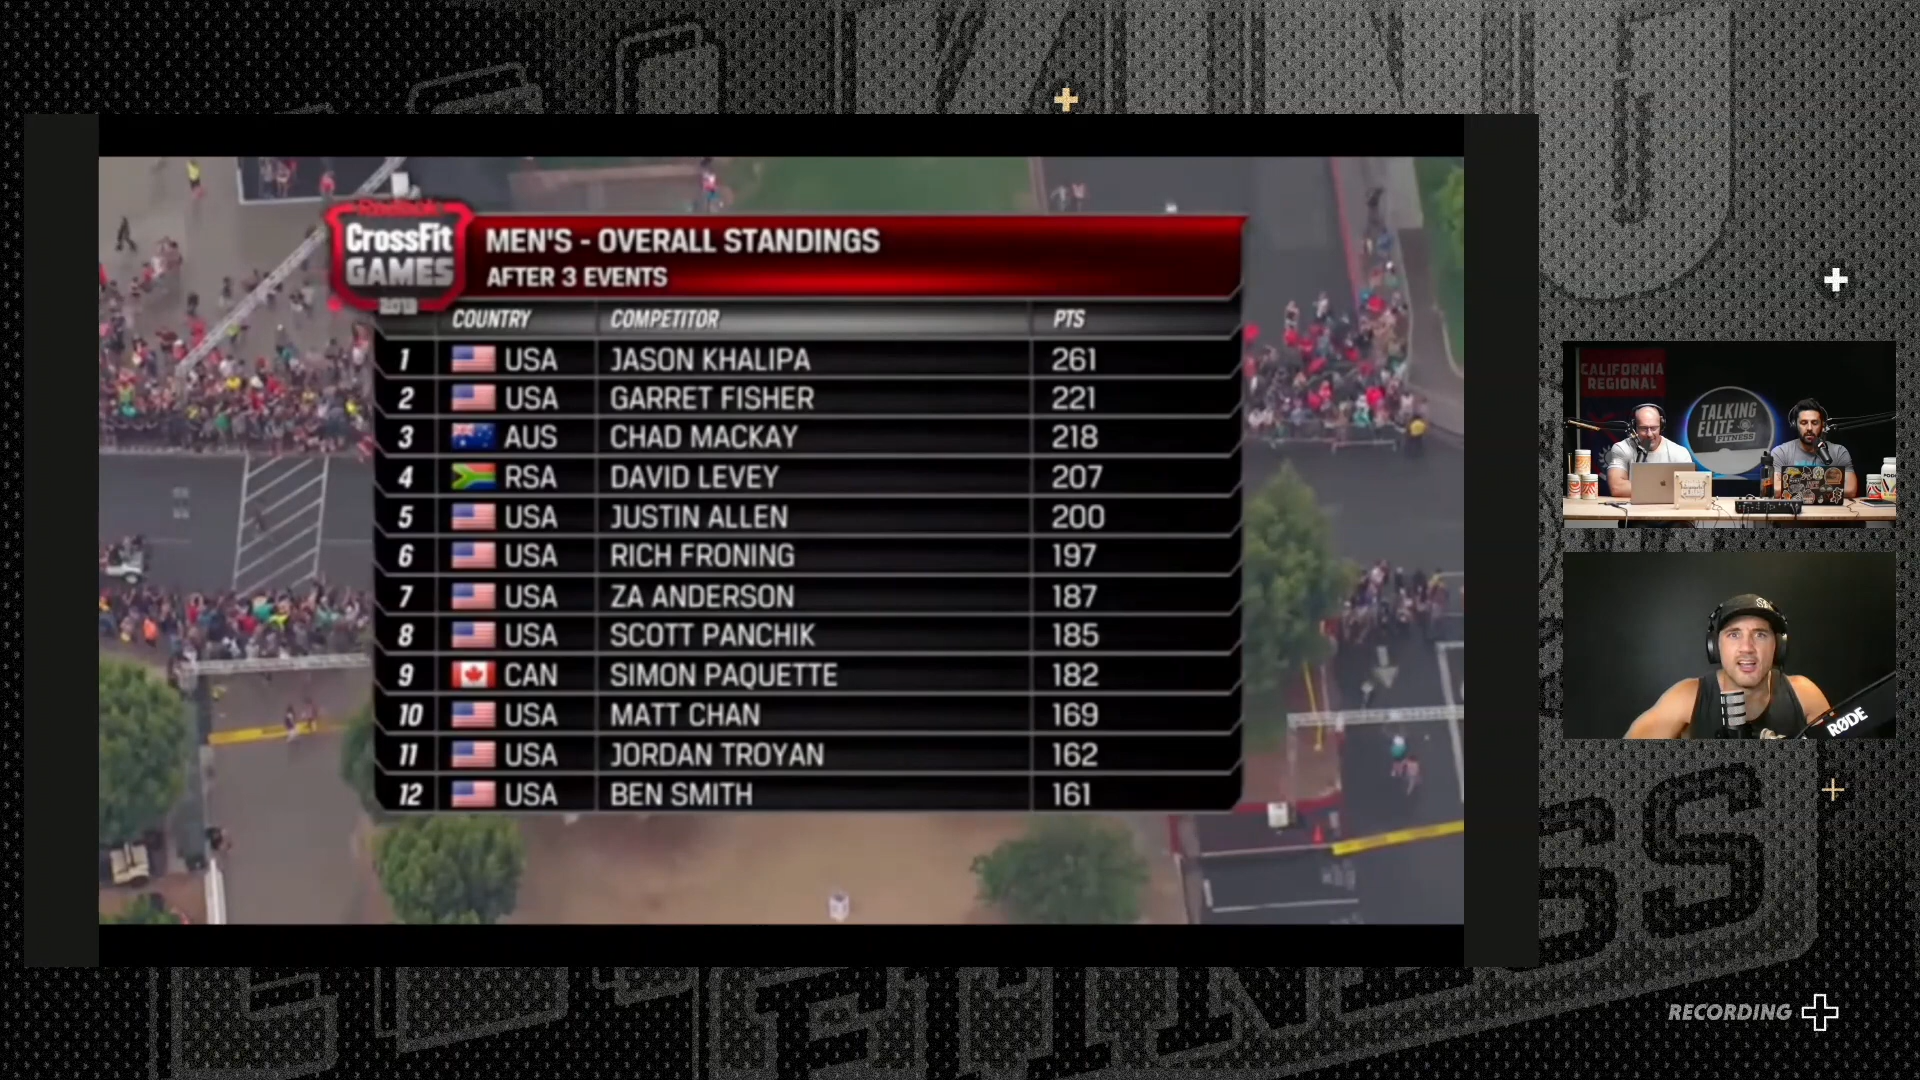 Reebok
CrossFit
GAMES
2013
MEN'S - OVERALL STANDINGS
AFTER 3 EVENTS
COUNTRY COMPETITOR PTS
1 USA JASON KHALIPA 261
2 USA GARRET FISHER 221
3 AUS CHAD MACKAY 218
4 RSA DAVID LEVEY 207
5 USA JUSTIN ALLEN 200
6 USA RICH FRONING 197
7 USA ZA ANDERSON 187
8 USA SCOTT PANCHIK 185
9 CAN SIMON PAQUETTE 182
10 USA MATT CHAN 169
11 USA JORDAN TROYAN 162
12 USA BEN SMITH 161
CALIFORNIA
REGIONAL
TALKING
ELITE
FITNESS
RØDE
RECORDING